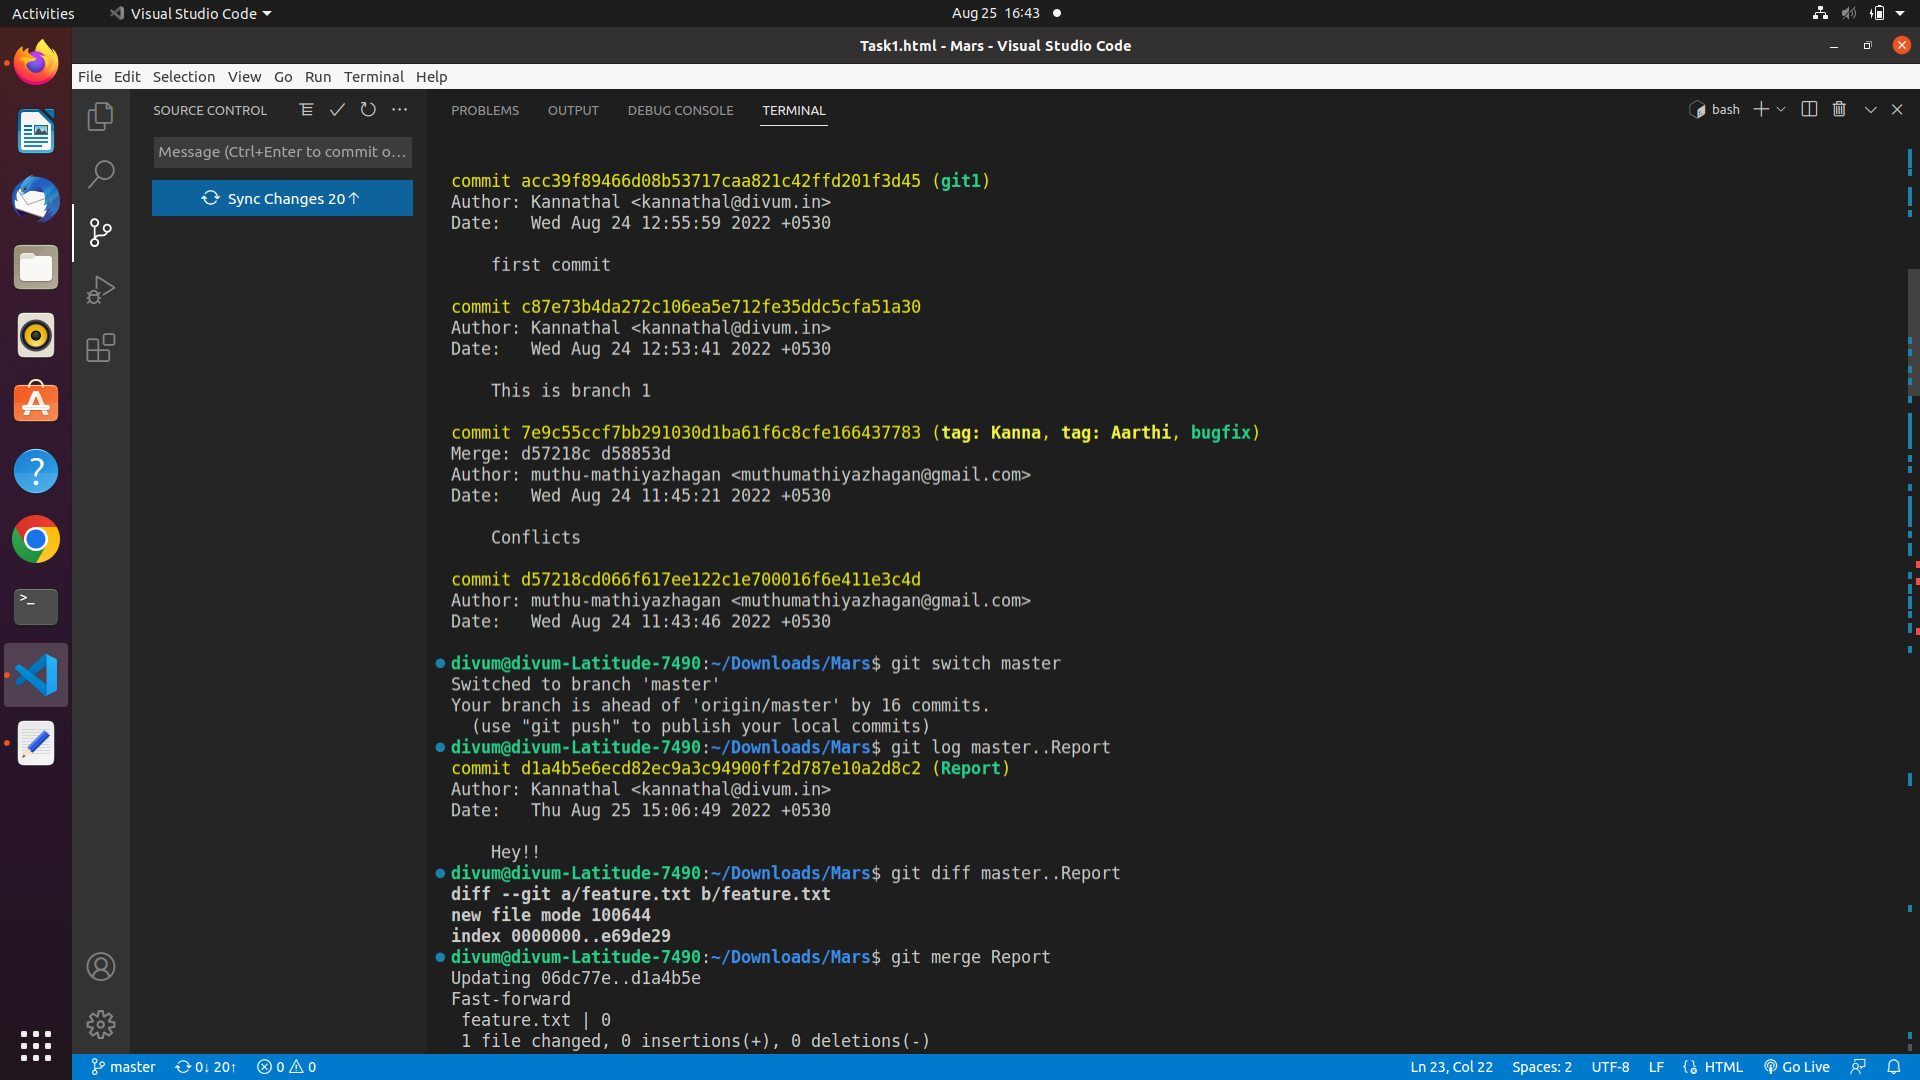 Activities
Visual Studio Code
Aug 25 16:43
Task1.html - Mars - Visual Studio Code
File Edit Selection View Go Run Terminal Help
SOURCE CONTROL
Message (Ctrl+Enter to commit o...
Sync Changes 20↑
PROBLEMS OUTPUT DEBUG CONSOLE TERMINAL
bash
commit acc39f89466d08b53717caa821c42ffd201f3d45 (git1)
Author: Kannathal <kannathal@divum.in>
Date:   Wed Aug 24 12:55:59 2022 +0530
first commit
commit c87e73b4da272c106ea5e712fe35ddc5cfa51a30
Author: Kannathal <kannathal@divum.in>
Date:   Wed Aug 24 12:53:41 2022 +0530
This is branch 1
commit 7e9c55ccf7bb291030d1ba61f6c8cfe166437783 (tag: Kanna, tag: Aarthi, bugfix)
Merge: d57218c d58853d
Author: muthu-mathiyazhagan <muthumathiyazhagan@gmail.com>
Date:   Wed Aug 24 11:45:21 2022 +0530
Conflicts
commit d57218cd066f617ee122c1e700016f6e411e3c4d
Author: muthu-mathiyazhagan <muthumathiyazhagan@gmail.com>
Date:   Wed Aug 24 11:43:46 2022 +0530
divum@divum-Latitude-7490:~/Downloads/Mars$ git switch master
Switched to branch 'master'
Your branch is ahead of 'origin/master' by 16 commits.
(use "git push" to publish your local commits)
divum@divum-Latitude-7490:~/Downloads/Mars$ git log master..Report
commit d1a4b5e6ecd82ec9a3c94900ff2d787e10a2d8c2 (Report)
Author: Kannathal <kannathal@divum.in>
Date:   Thu Aug 25 15:06:49 2022 +0530
Hey!!
divum@divum-Latitude-7490:~/Downloads/Mars$ git diff master..Report
diff --git a/feature.txt b/feature.txt
new file mode 100644
index 0000000..e69de29
divum@divum-Latitude-7490:~/Downloads/Mars$ git merge Report
Updating 06dc77e..d1a4b5e
Fast-forward
feature.txt | 0
1 file changed, 0 insertions(+), 0 deletions(-)
master 0↓ 20↑ 0 0
Ln 23, Col 22 Spaces: 2 UTF-8 LF HTML Go Live